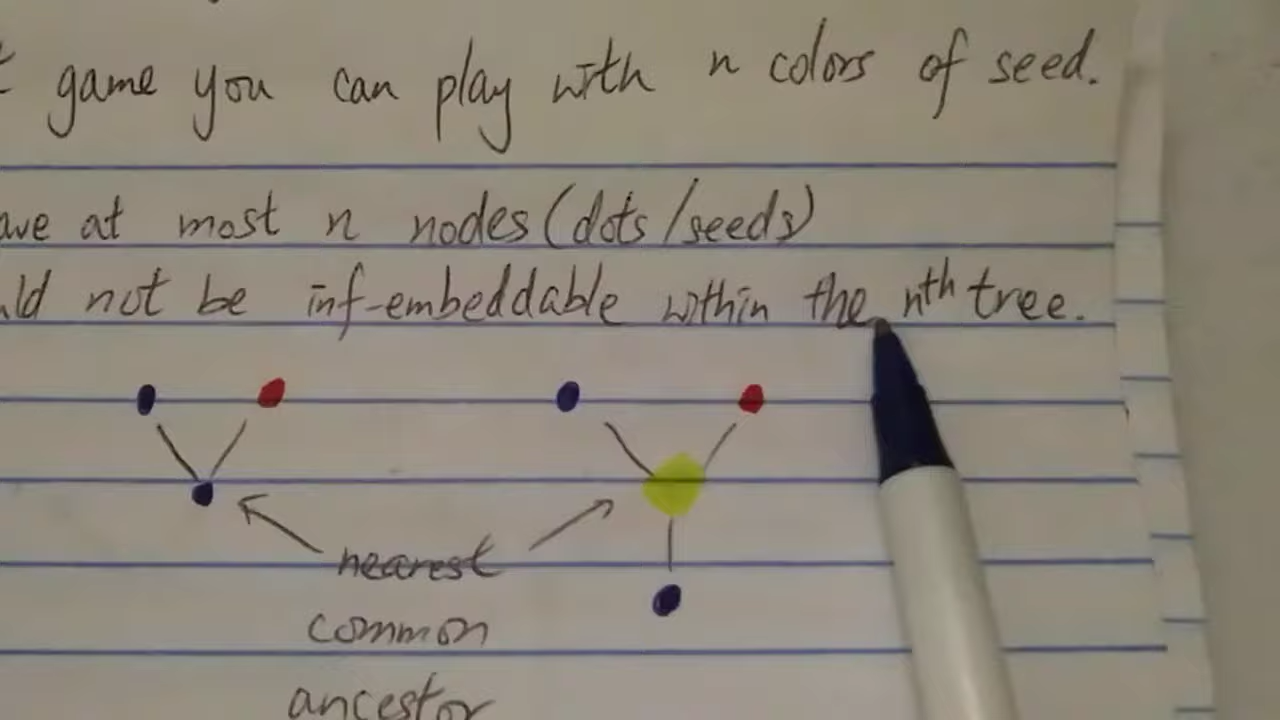 game you can play with n colors of seed.
at most n nodes (dots/seeds)
not be inf-embeddable within the nth tree.
nearest
common
ancestor